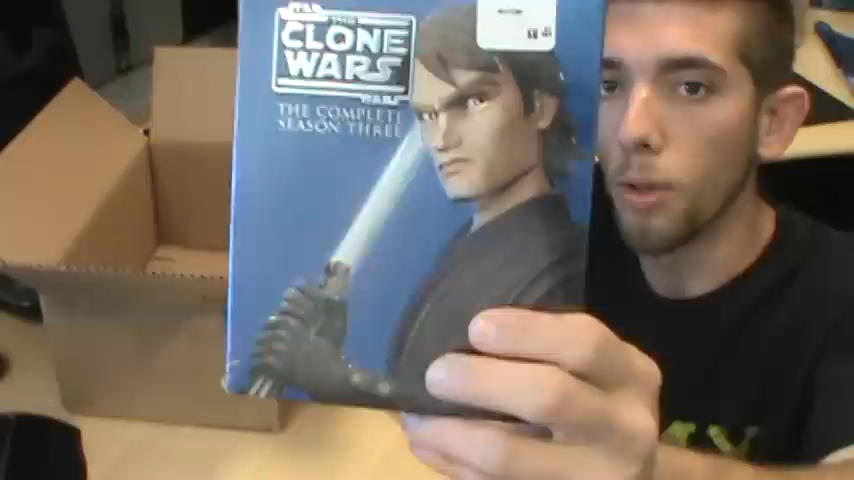 STAR
THE
CLONE
WARS
WARS
THE COMPLETE
SEASON THREE